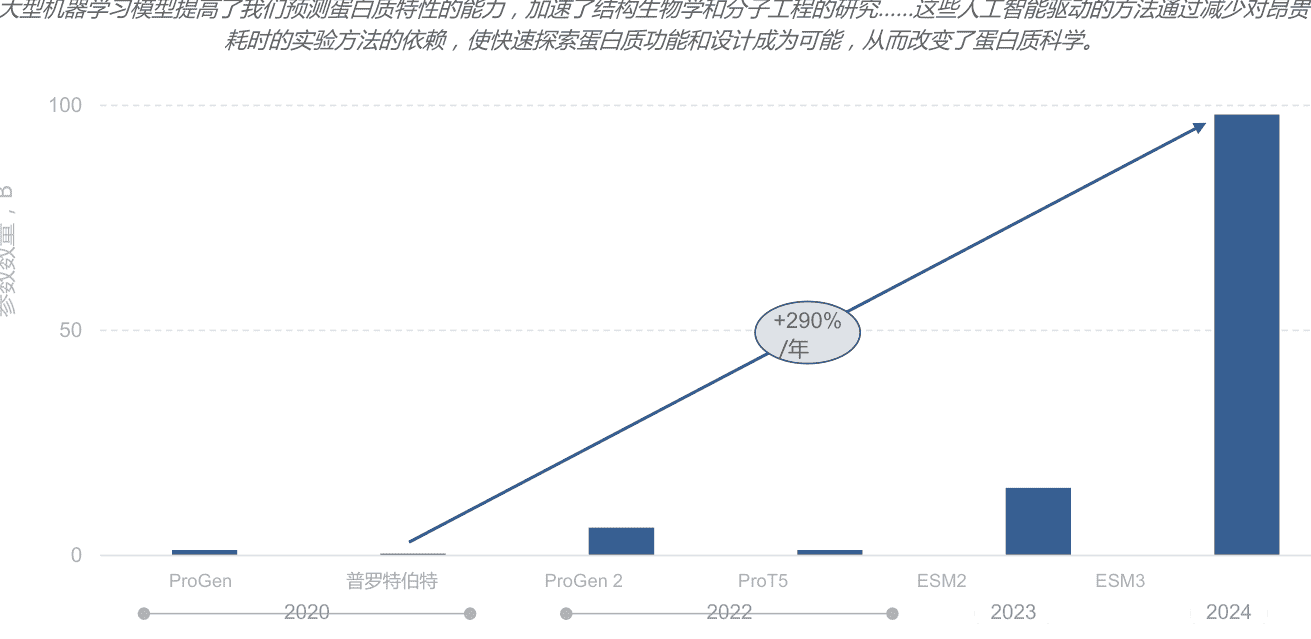 大型机器学习模型提高了我们预测蛋白质特性的能力，加速了结构生物学和分子工程的研究......这些人工智能驱动的方法通过减少对昂贵
耗时的实验方法的依赖，使快速探索蛋白质功能和设计成为可能，从而改变了蛋白质科学。
参数数量，B
100
50
0
+290%
/年
ProGen 普罗特伯特 ProGen 2 ProT5 ESM2 ESM3
2020 2022 2023 2024